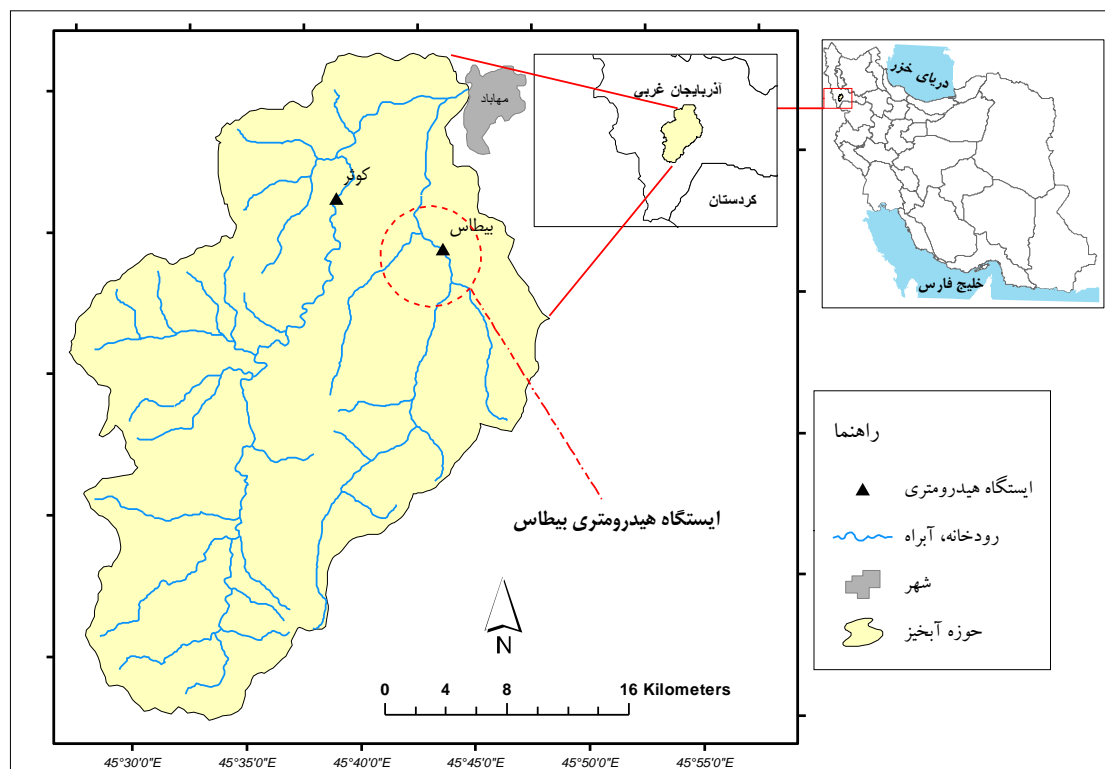 مهاباد
کوثر
بیطاس
ایستگاه هیدرومتری بیطاس
N
0 4 8 16 Kilometers
45°30'0"E 45°35'0"E 45°40'0"E 45°45'0"E 45°50'0"E 45°55'0"E
آذربایجان غربی
کردستان
دریای خزر
خلیج فارس
راهنما
ایستگاه هیدرومتری
رودخانه، آبراه
شهر
حوزه آبخیز